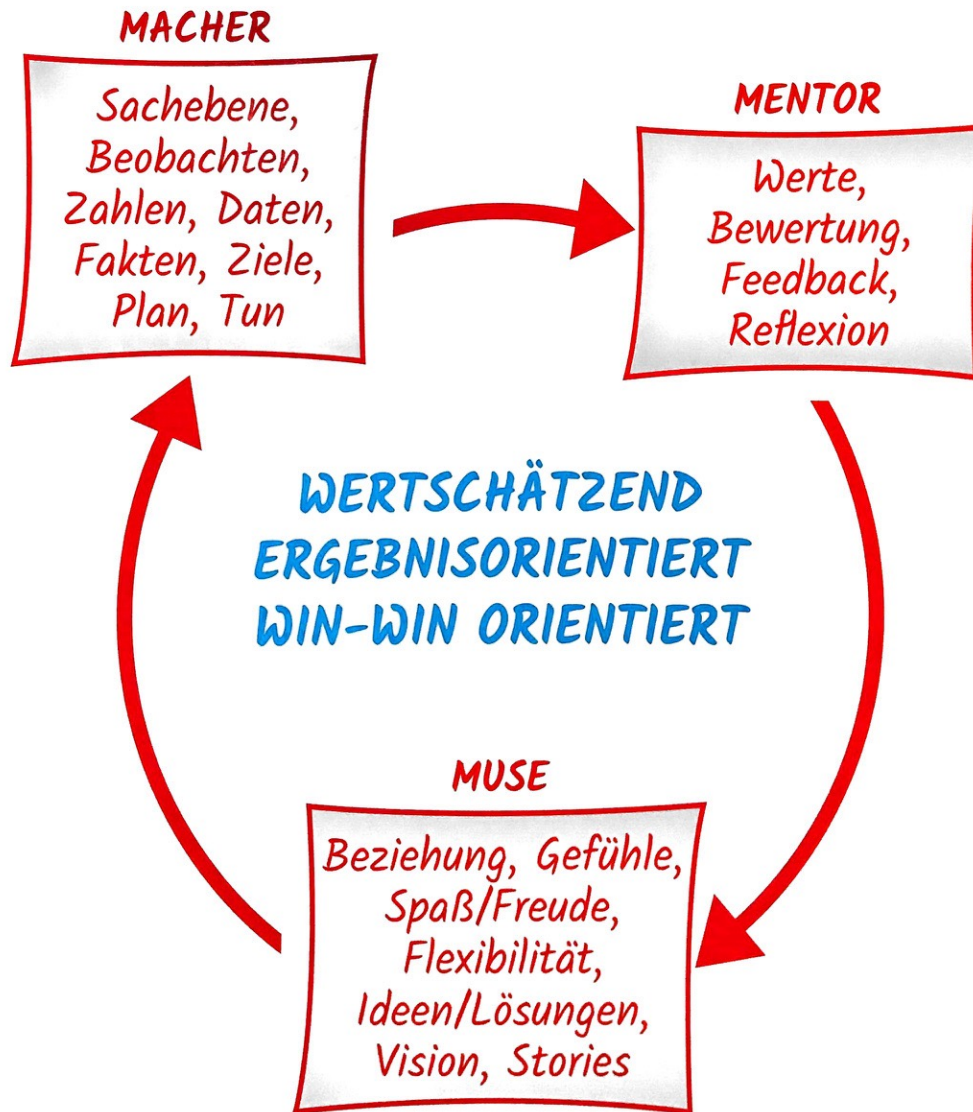 MACHER
Sachebene,
Beobachten,
Zahlen, Daten,
Fakten, Ziele,
Plan, Tun
MENTOR
Werte,
Bewertung,
Feedback,
Reflexion
WERTSCHÄTZEND
ERGEBNISORIENTIERT
WIN-WIN ORIENTIERT
MUSE
Beziehung, Gefühle,
Spaß/Freude,
Flexibilität,
Ideen/Lösungen,
Vision, Stories